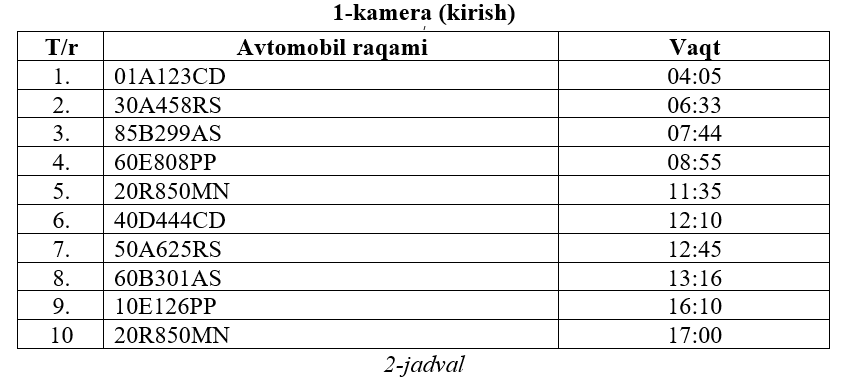 1-kamera (kirish)
T/r Avtomobil raqami Vaqt
1. 01A123CD 04:05
2. 30A458RS 06:33
3. 85B299AS 07:44
4. 60E808PP 08:55
5. 20R850MN 11:35
6. 40D444CD 12:10
7. 50A625RS 12:45
8. 60B301AS 13:16
9. 10E126PP 16:10
10 20R850MN 17:00
2-jadval